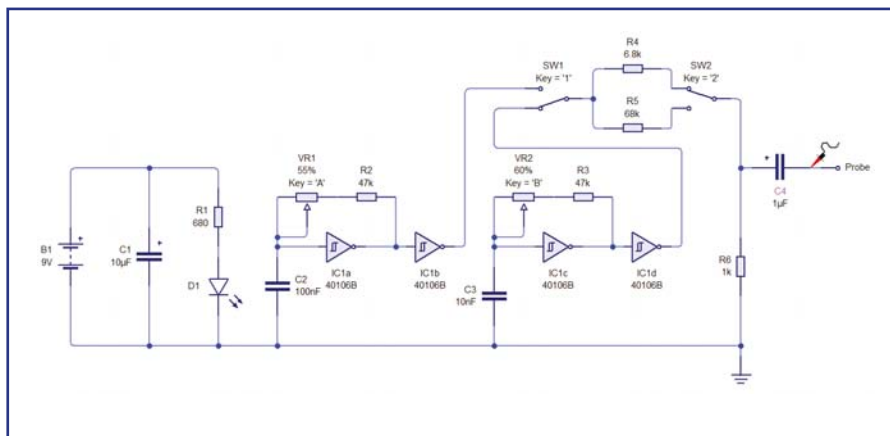 R4
6.8k
SW1
Key = '1'
SW2
Key = '2'
R5
68k
VR1
55%
Key = 'A'
R2
47k
VR2
60%
Key = 'B'
R3
47k
+
Probe
C4
1µF
R1
680
B1
9V
+
C1
10µF
+
D1
C2
100nF
IC1a
40106B
IC1b
40106B
C3
10nF
IC1c
40106B
IC1d
40106B
R6
1k